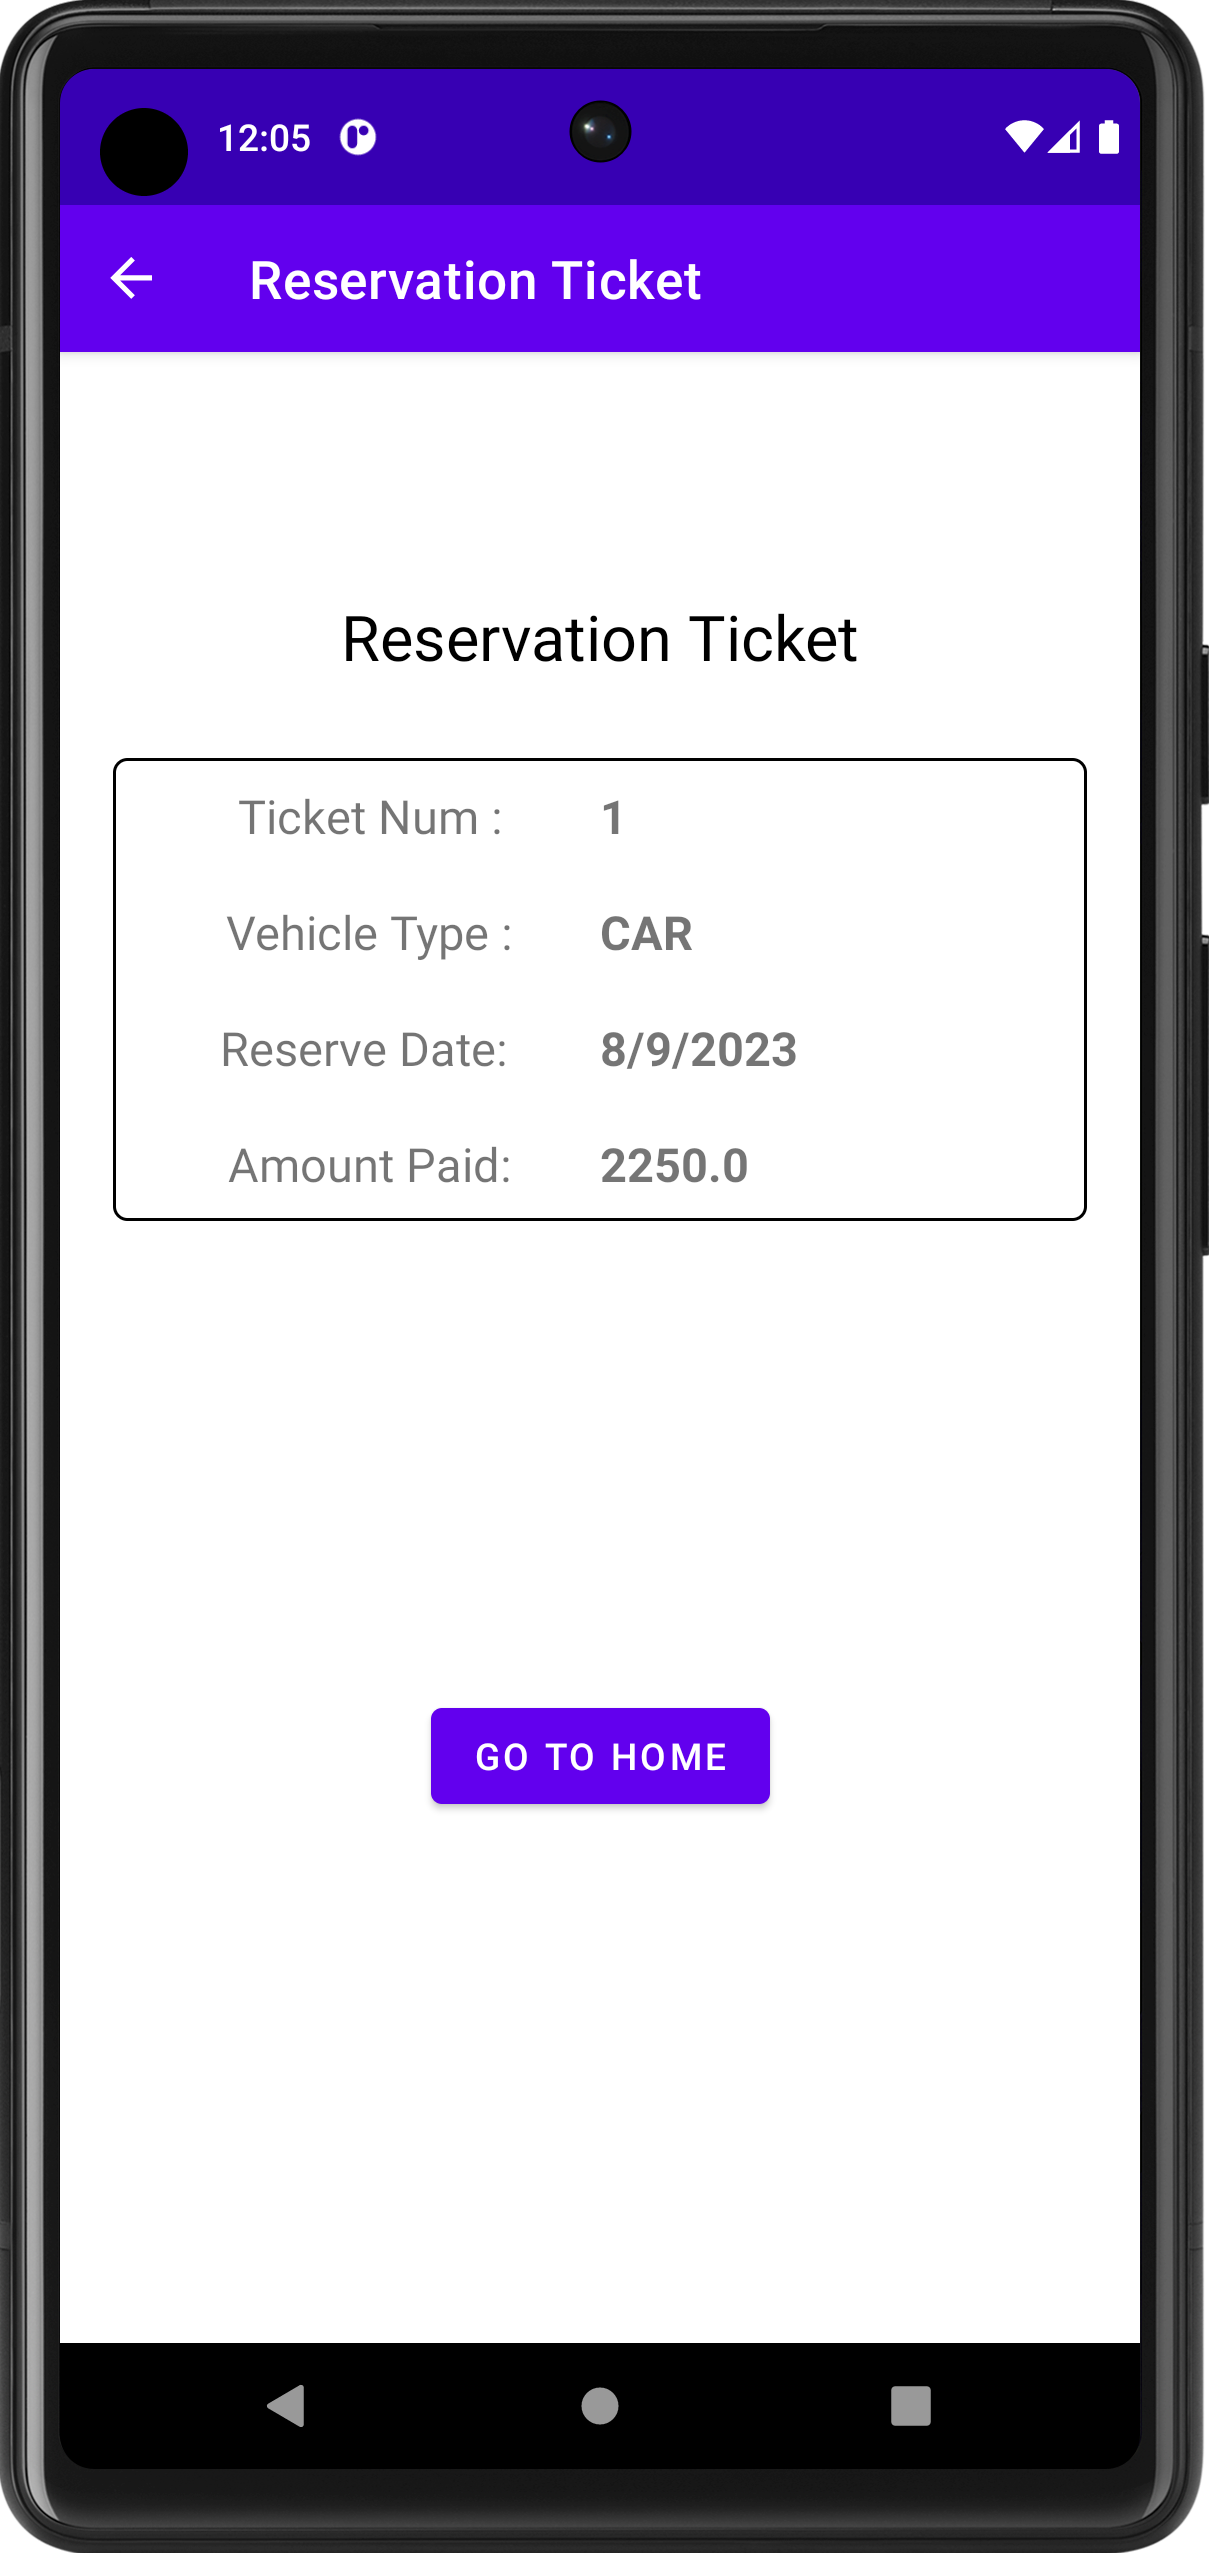 12:05
Reservation Ticket
Reservation Ticket
Ticket Num : 1
Vehicle Type : CAR
Reserve Date: 8/9/2023
Amount Paid: 2250.0
GO TO HOME